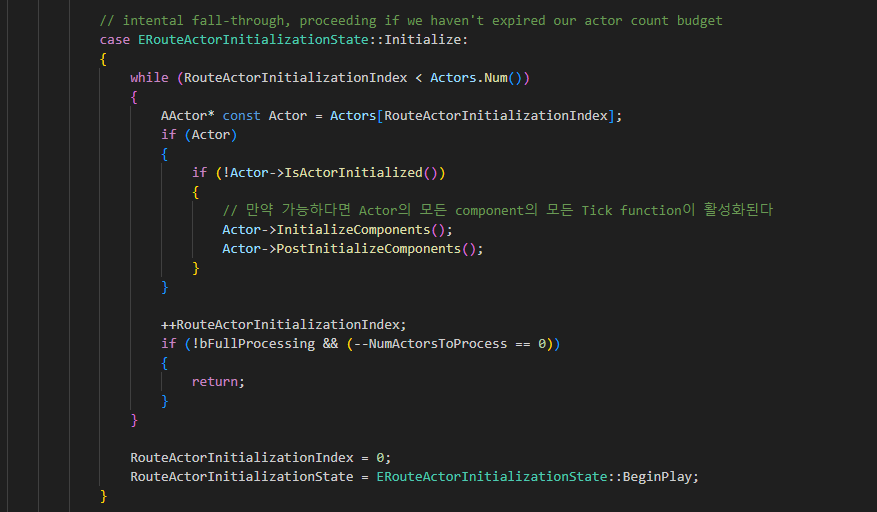 // intental fall-through, proceeding if we haven't expired our actor count budget
case ERouteActorInitializationState::Initialize:
{
while (RouteActorInitializationIndex < Actors.Num())
{
AActor* const Actor = Actors[RouteActorInitializationIndex];
if (Actor)
{
if (!Actor->IsActorInitialized())
{
// 만약 가능하다면 Actor의 모든 component의 모든 Tick function이 활성화된다
Actor->InitializeComponents();
Actor->PostInitializeComponents();
}
}
++RouteActorInitializationIndex;
if (!bFullProcessing && (--NumActorsToProcess == 0))
{
return;
}
}
RouteActorInitializationIndex = 0;
RouteActorInitializationState = ERouteActorInitializationState::BeginPlay;
}